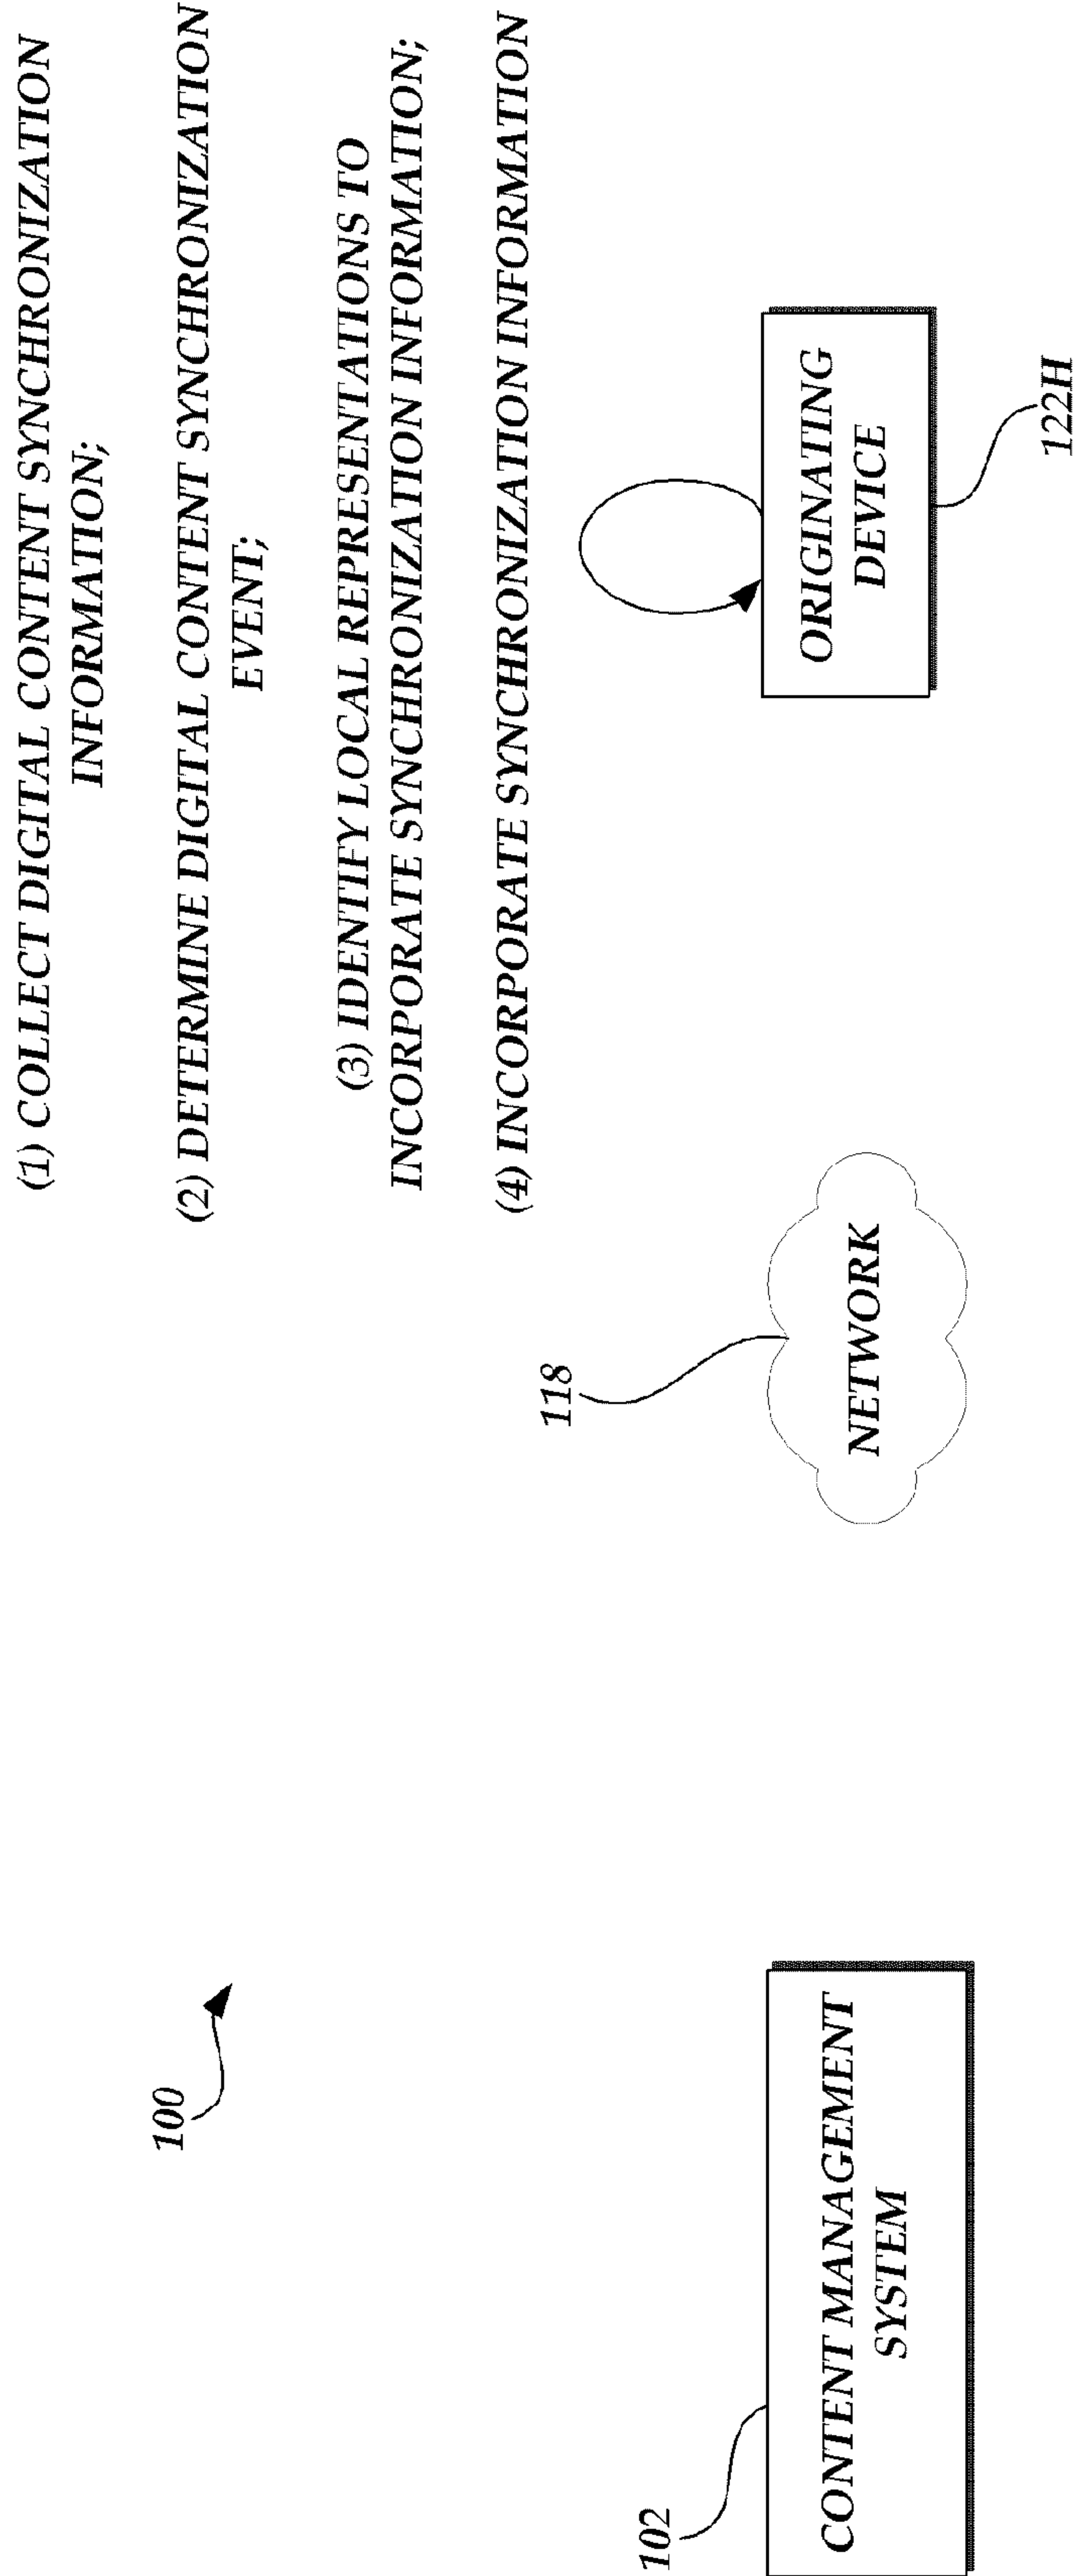 (1) COLLECT DIGITAL CONTENT SYNCHRONIZATION
INFORMATION;
(2) DETERMINE DIGITAL CONTENT SYNCHRONIZATION
EVENT;
(3) IDENTIFY LOCAL REPRESENTATIONS TO
INCORPORATE SYNCHRONIZATION INFORMATION;
(4) INCORPORATE SYNCHRONIZATION INFORMATION
100
102
CONTENT MANAGEMENT
SYSTEM
118
NETWORK
ORIGINATING
DEVICE
122H